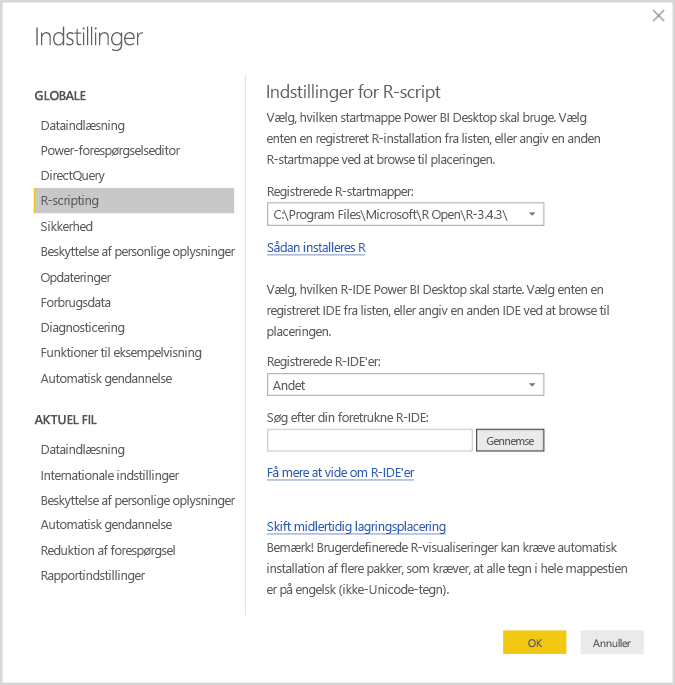 Indstillinger
GLOBALE
Dataindlæsning
Power-forespørgselseditor
DirectQuery
R-scripting
Sikkerhed
Beskyttelse af personlige oplysninger
Opdateringer
Forbrugsdata
Diagnosticering
Funktioner til eksempelvisning
Automatisk gendannelse
AKTUEL FIL
Dataindlæsning
Internationale indstillinger
Beskyttelse af personlige oplysninger
Automatisk gendannelse
Reduktion af forespørgsel
Rapportindstillinger
Indstillinger for R-script
Vælg, hvilken startmappe Power BI Desktop skal bruge. Vælg
enten en registreret R-installation fra listen, eller angiv en anden
R-startmappe ved at browse til placeringen.
Registrerede R-startmapper:
C:\Program Files\Microsoft\R Open\R-3.4.3\
Sådan installeres R
Vælg, hvilken R-IDE Power BI Desktop skal starte. Vælg enten en
registreret IDE fra listen, eller angiv en anden IDE ved at browse til
placeringen.
Registrerede R-IDE'er:
Andet
Søg efter din foretrukne R-IDE:
Gennemse
Få mere at vide om R-IDE'er
Skift midlertidig lagringsplacering
Bemærk! Brugerdefinerede R-visualiseringer kan kræve automatisk
installation af flere pakker, som kræver, at alle tegn i hele mappestien
er på engelsk (ikke-Unicode-tegn).
OK
Annuller